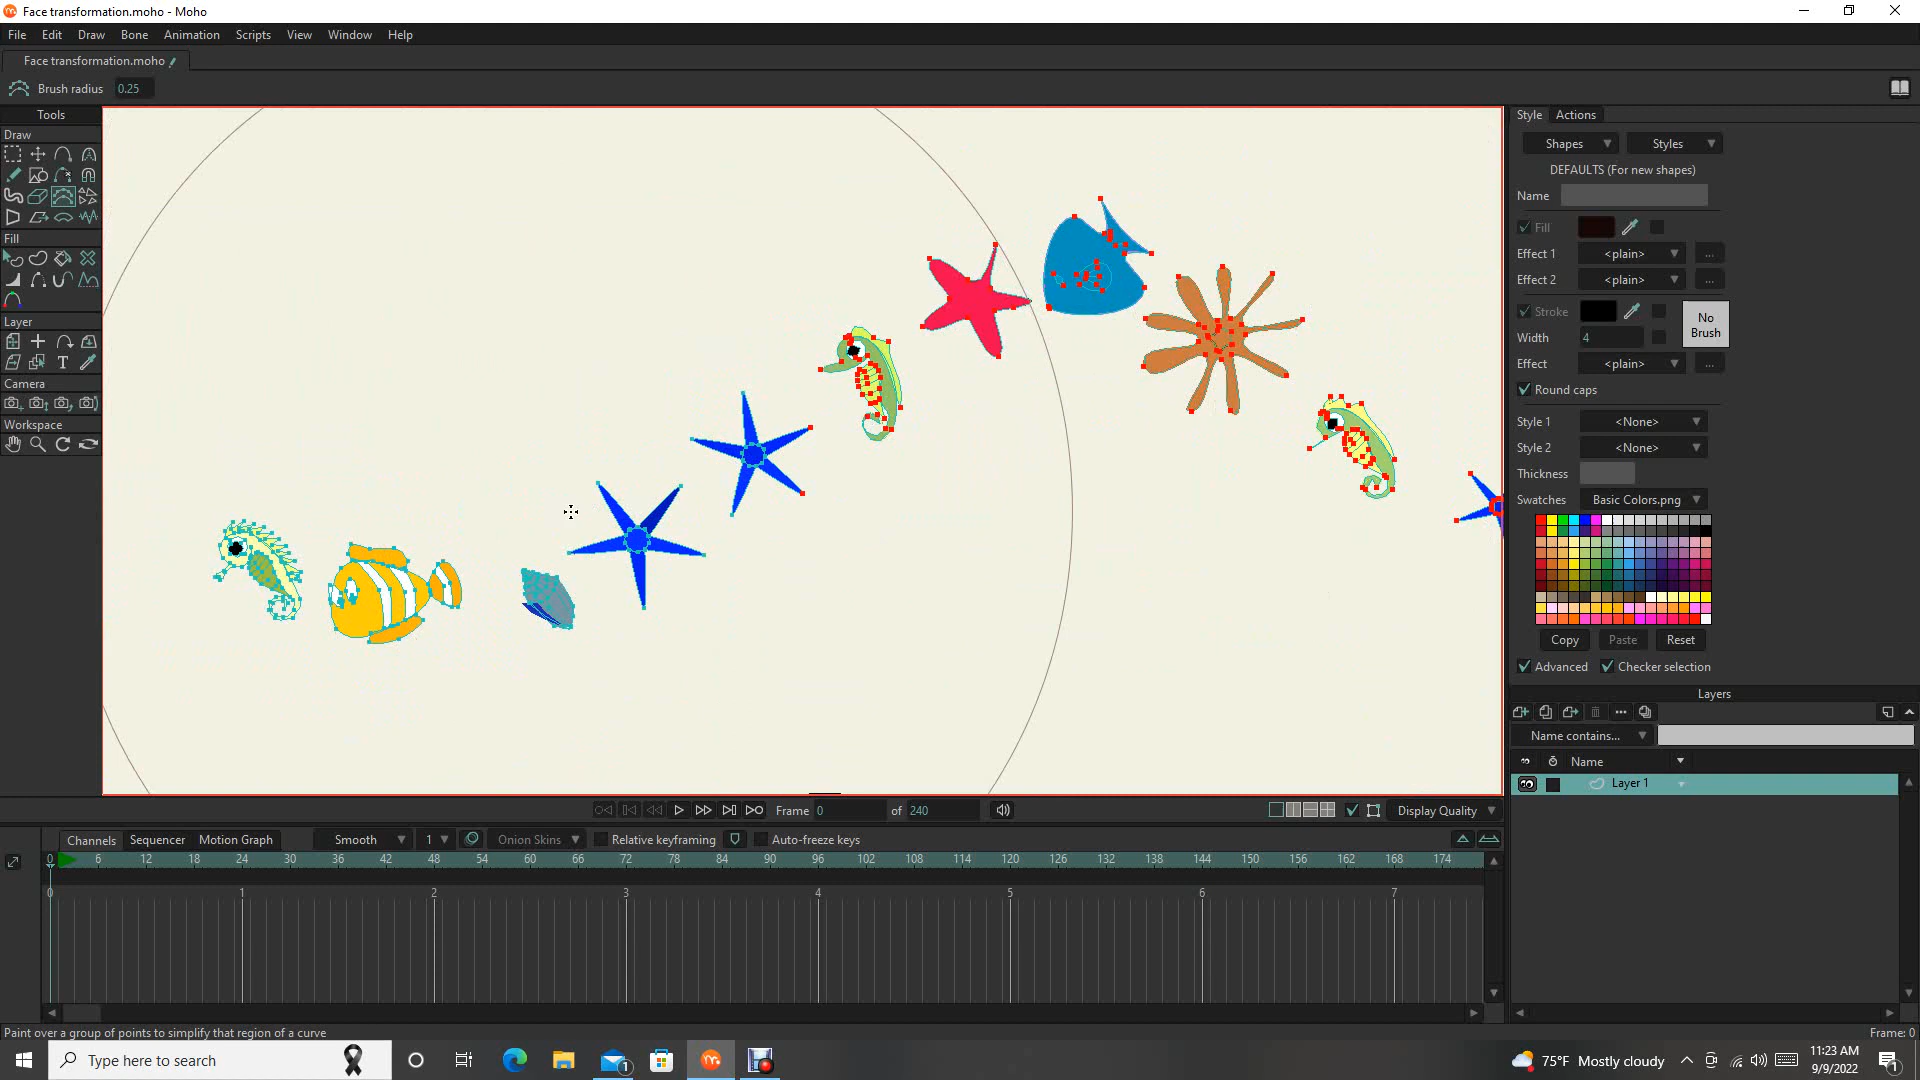 Face transformation.moho - Moho
File Edit Draw Bone Animation Scripts View Window Help
Face transformation.moho
Brush radius 0.25
Tools
Draw
Fill
Layer
Camera
Workspace
Style Actions
Shapes Styles
DEFAULTS (For new shapes)
Name
Fill
Effect 1 <plain> ...
Effect 2 <plain> ...
Stroke
No Brush
Width 4
Effect <plain> ...
Round caps
Style 1 <None>
Style 2 <None>
Thickness
Swatches Basic Colors.png
Copy Paste Reset
Advanced Checker selection
Layers
Name contains...
Name
Layer 1
Frame 0 of 240 Display Quality
Channels Sequencer Motion Graph Smooth 1 Onion Skins Relative keyframing Auto-freeze keys
0 6 12 18 24 30 36 42 48 54 60 66 72 78 84 90 96 102 108 114 120 126 132 138 144 150 156 162 168 174
0 1 2 3 4 5 6 7
Paint over a group of points to simplify that region of a curve
Frame: 0
Type here to search
1
75°F Mostly cloudy
11:23 AM
9/9/2022
1